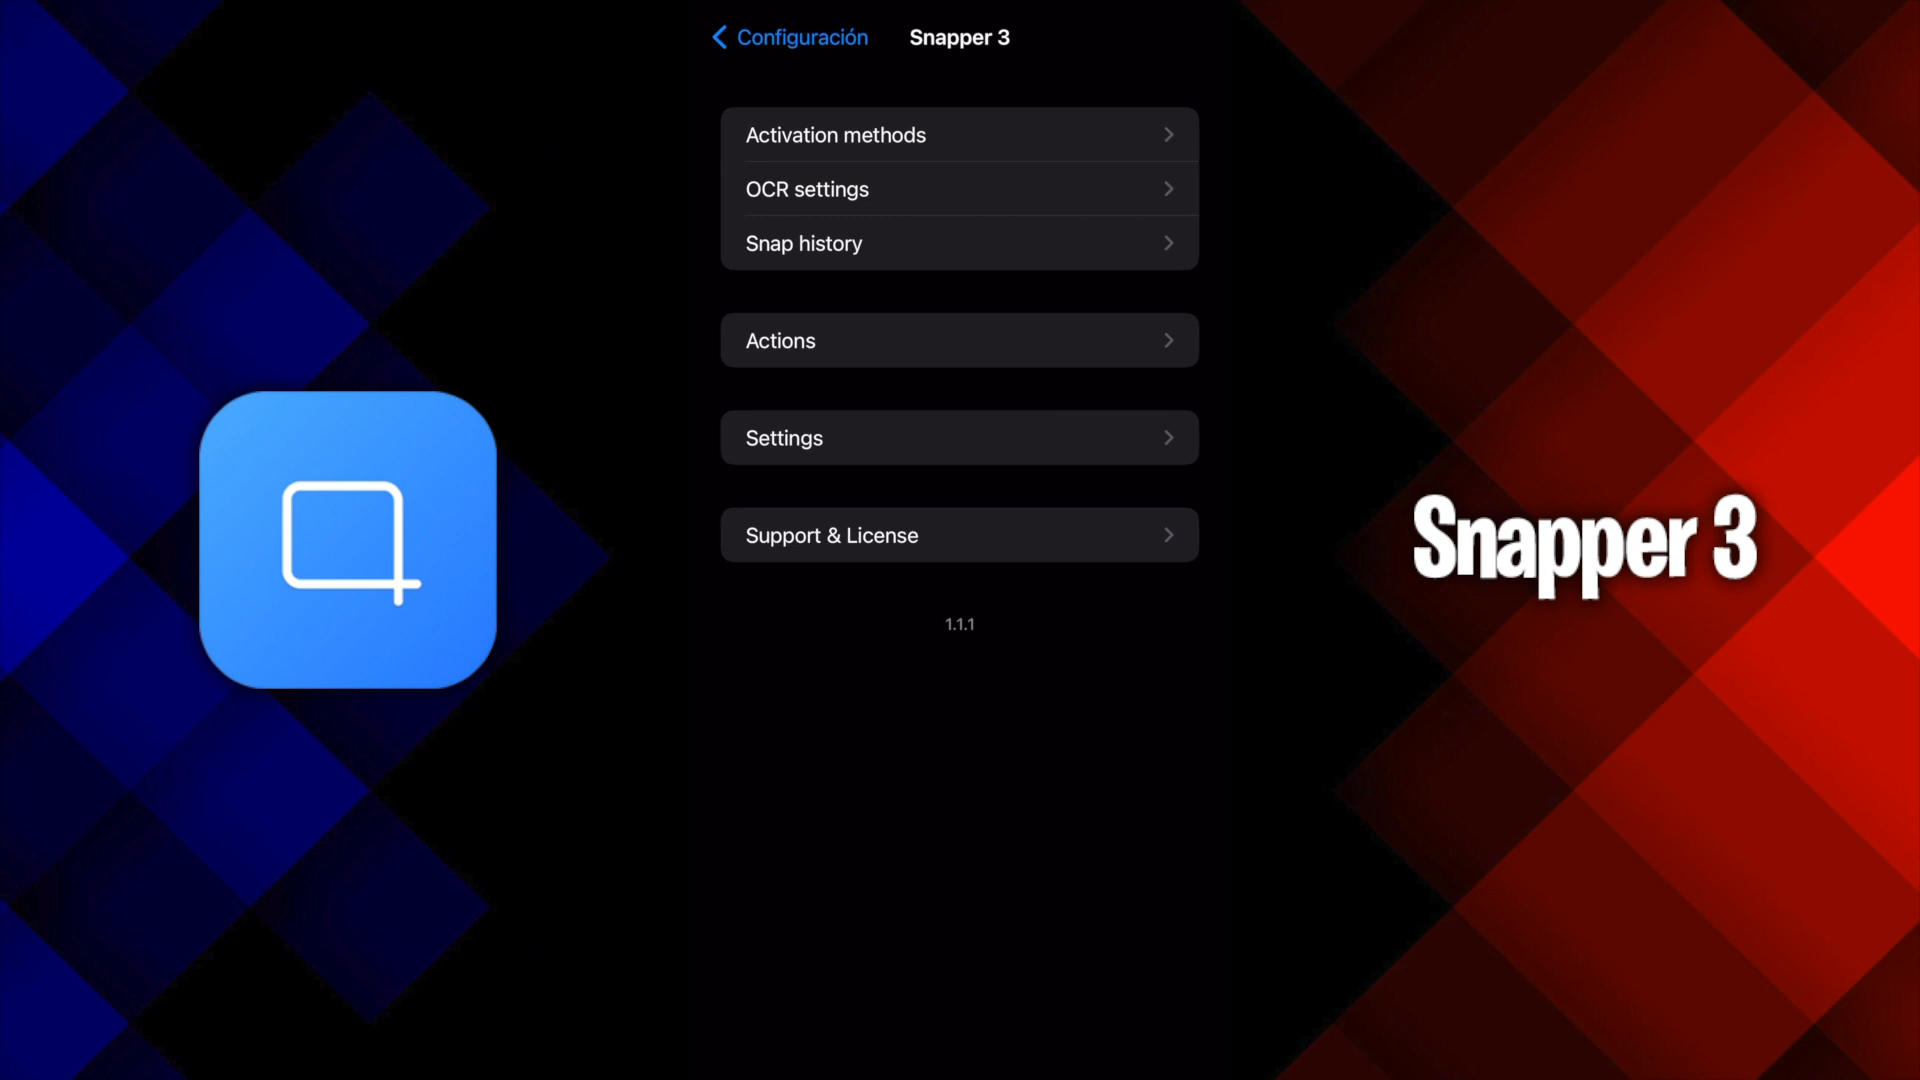 Configuración
Snapper 3
Activation methods
OCR settings
Snap history
Actions
Settings
Support & License
1.1.1
Snapper 3